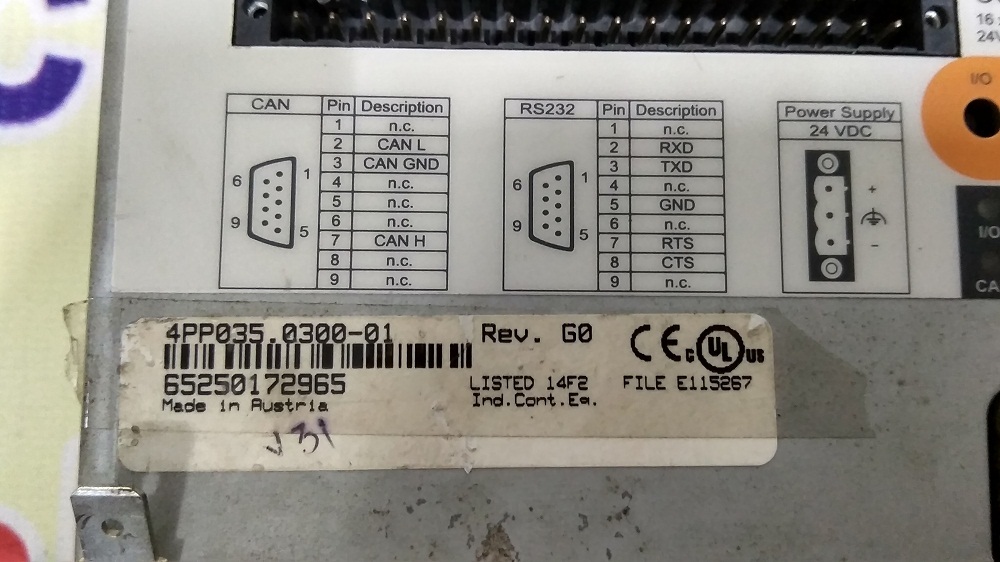 I/O
CAN Pin Description
1 n.c.
2 CAN L
3 CAN GND
4 n.c.
5 n.c.
6 n.c.
7 CAN H
8 n.c.
9 n.c.
6 1
9 5
RS232 Pin Description
1 n.c.
2 RXD
3 TXD
4 n.c.
5 GND
6 n.c.
7 RTS
8 CTS
9 n.c.
6 1
9 5
Power Supply
24 VDC
+
-
I/O
4PP035.0300-01 Rev. G0 CE c UL us
65250172965 LISTED 14F2 FILE E115267
Made in Austria Ind.Cont.Eq.